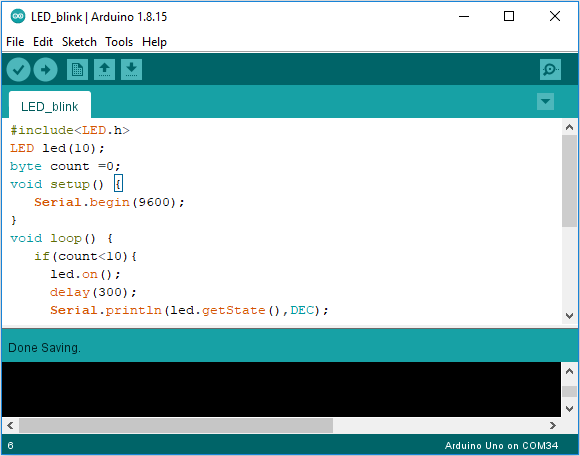 LED_blink | Arduino 1.8.15
File Edit Sketch Tools Help
LED_blink
#include<LED.h>
LED led(10);
byte count =0;
void setup() {
Serial.begin(9600);
}
void loop() {
if(count<10){
led.on();
delay(300);
Serial.println(led.getState(),DEC);
Done Saving.
6 Arduino Uno on COM34